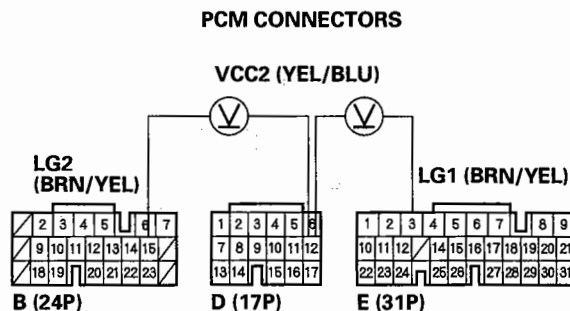 PCM CONNECTORS
VCC2 (YEL/BLU)
V V
LG2
(BRN/YEL)
LG1 (BRN/YEL)
2 3 4 5 6 7
9 10 11 12 13 14 15
18 19 20 21 22 23
B (24P)
1 2 3 4 5 6
7 8 9 10 11 12
13 14 15 16 17
D (17P)
1 2 3 4 5 6 7 8 9
10 11 12 14 15 16 17 18 19 20 21
22 23 24 25 26 27 28 29 30 31
E (31P)